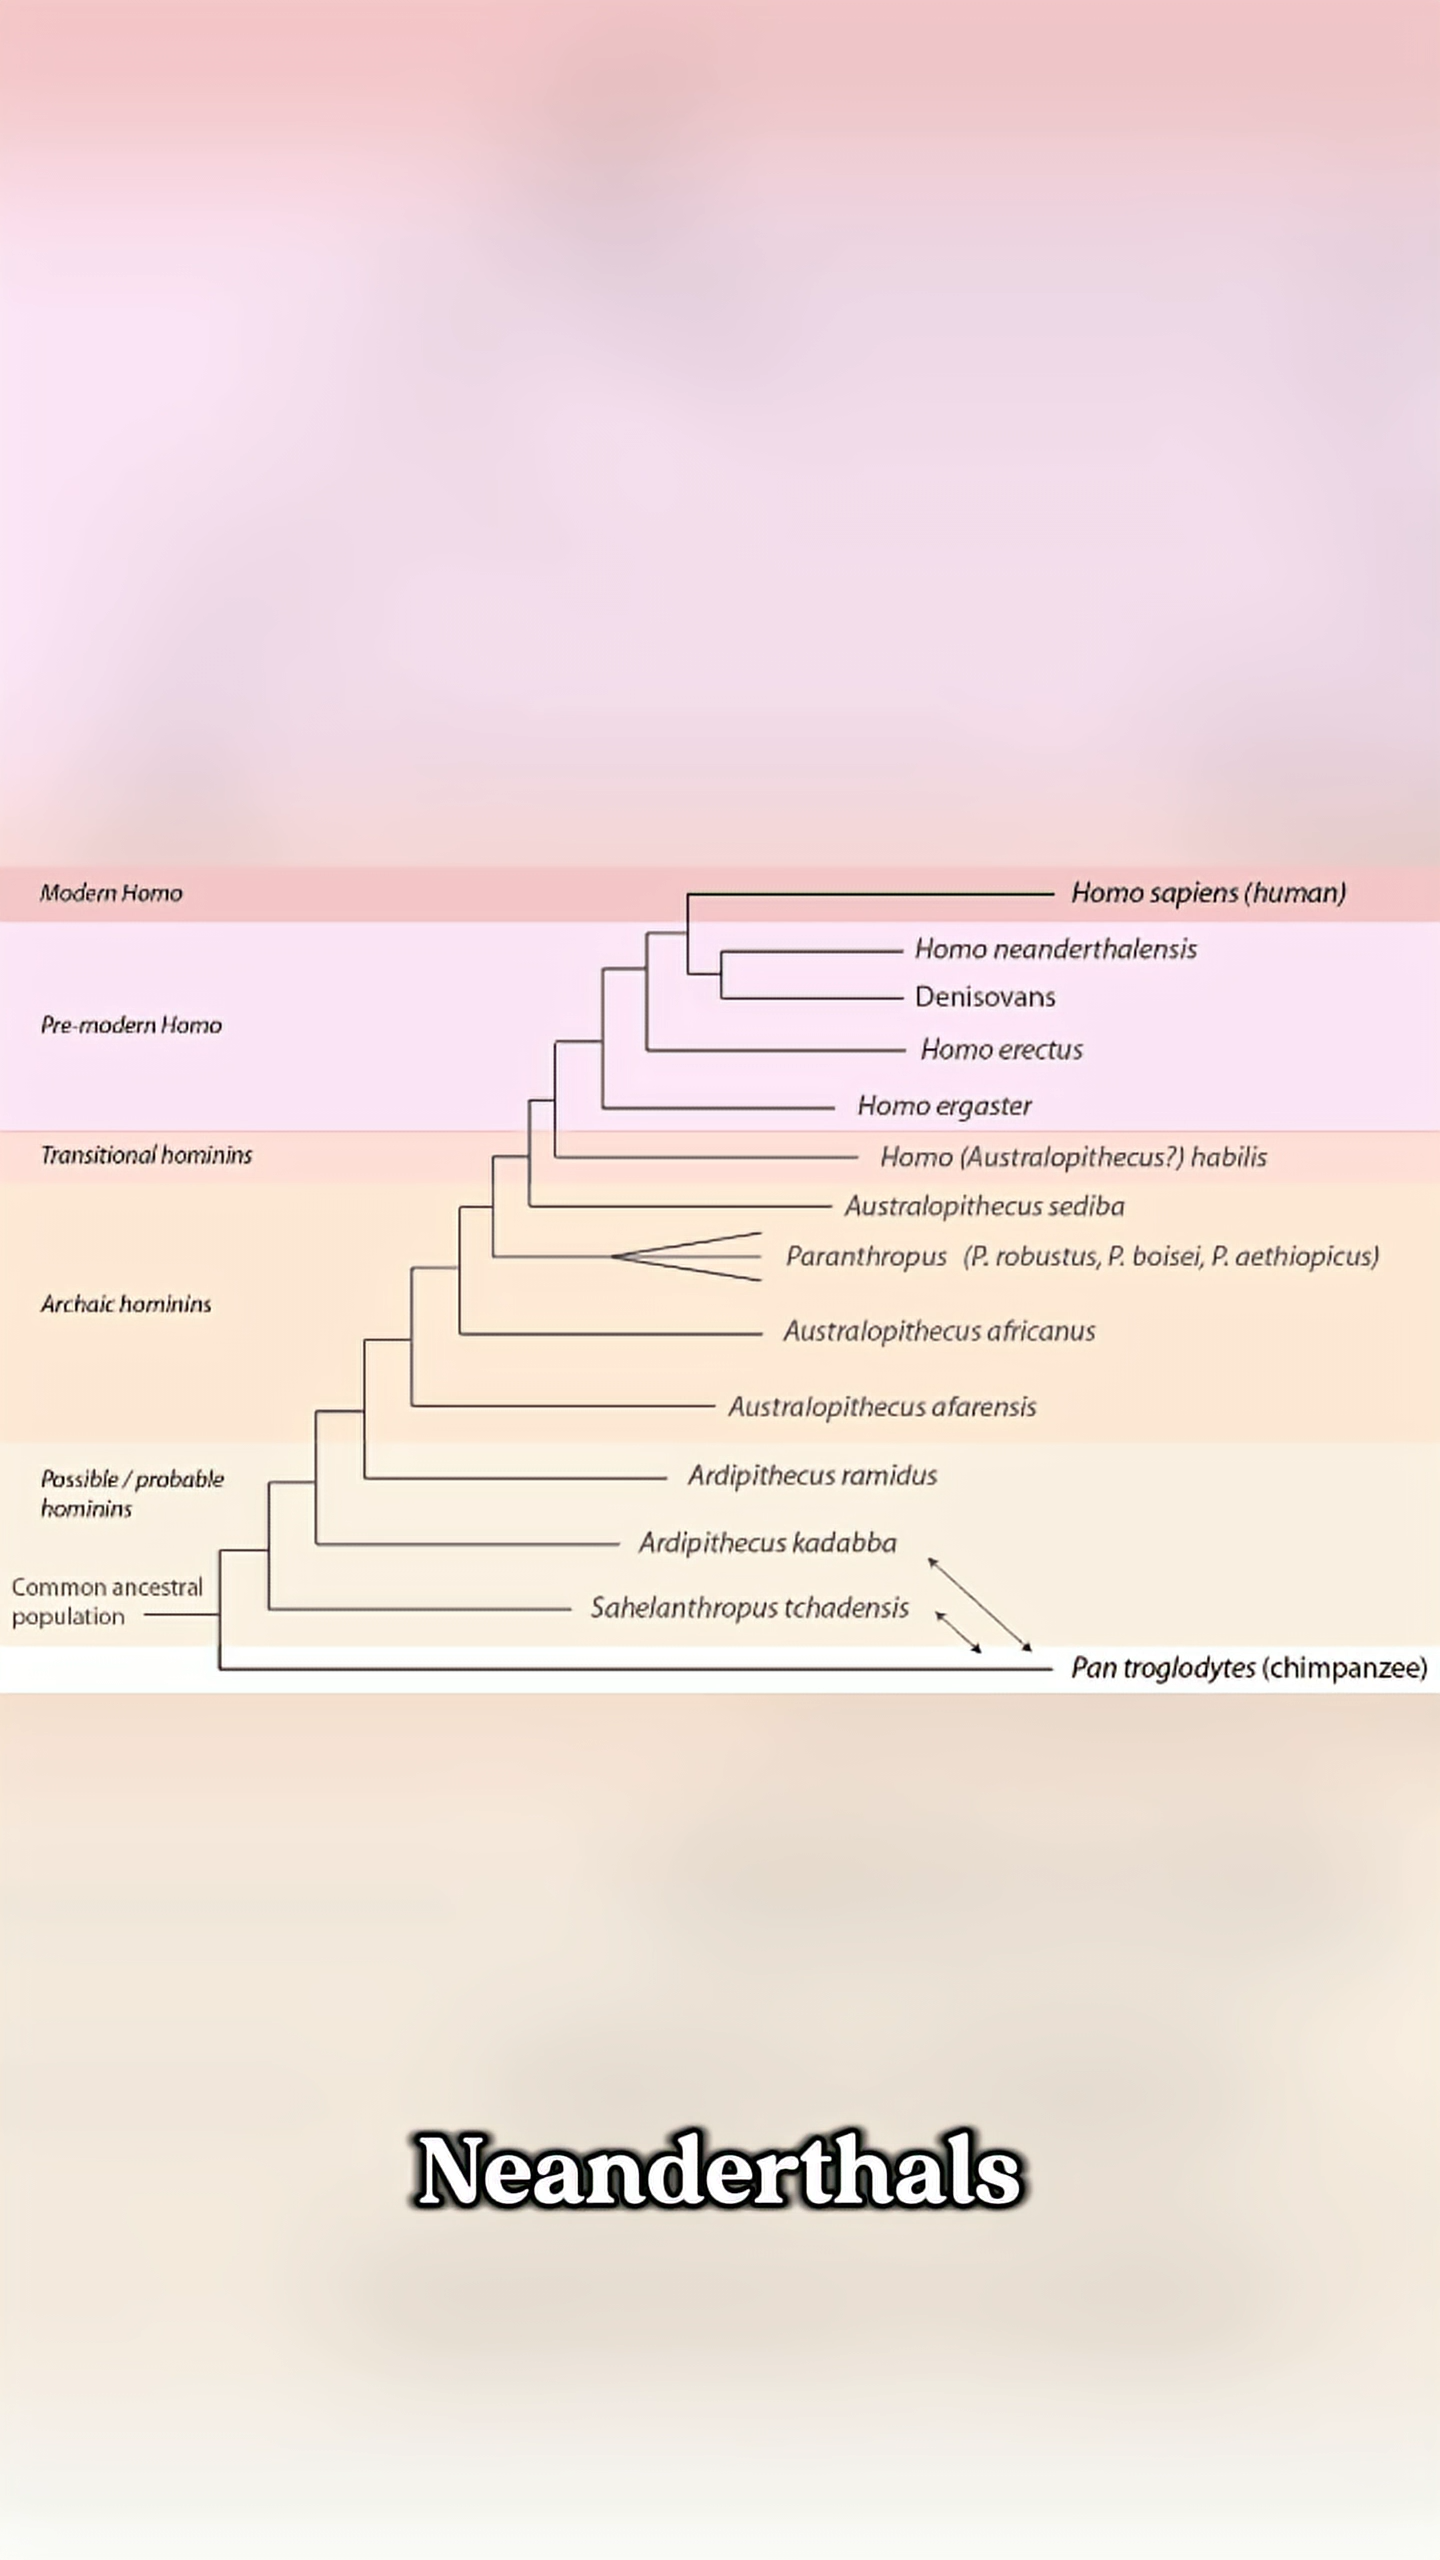 Modern Homo
Homo sapiens (human)
Homo neanderthalensis
Denisovans
Pre-modern Homo
Homo erectus
Homo ergaster
Transitional hominins
Homo (Australopithecus?) habilis
Australopithecus sediba
Paranthropus (P. robustus, P. boisei, P. aethiopicus)
Archaic hominins
Australopithecus africanus
Australopithecus afarensis
Possible / probable
hominins
Ardipithecus ramidus
Ardipithecus kadabba
Common ancestral
population
Sahelanthropus tchadensis
Pan troglodytes (chimpanzee)
Neanderthals